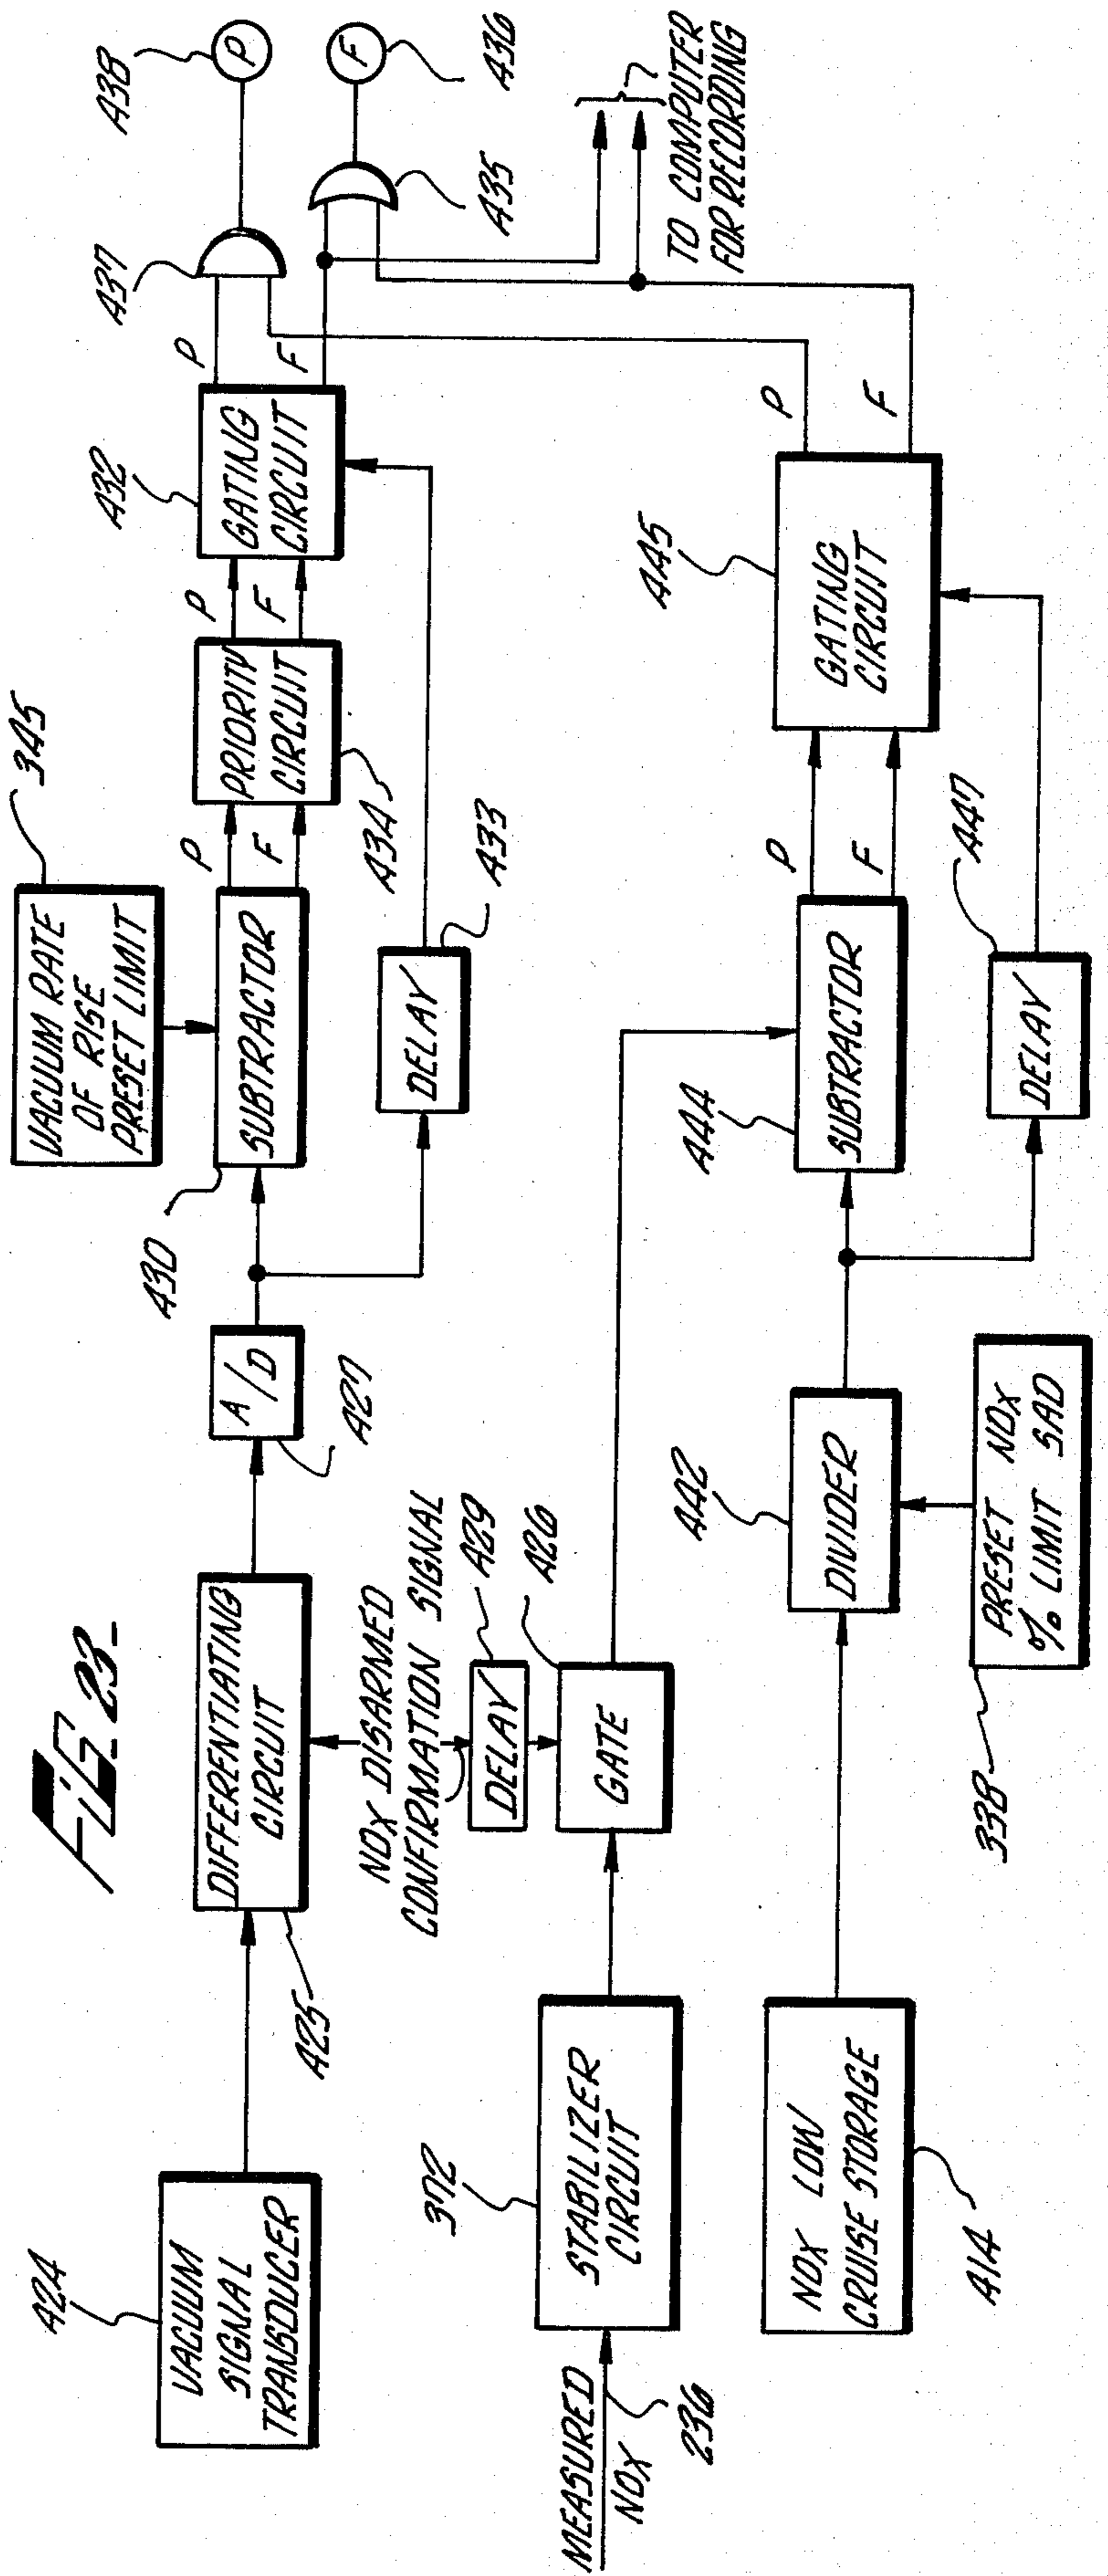 FIG. 23.
424
VACUUM
SIGNAL
TRANSDUCER
DIFFERENTIATING
CIRCUIT
425
A/D
427
430
SUBTRACTOR
VACUUM RATE
OF RISE
PRESET LIMIT
345
P
F
PRIORITY
CIRCUIT
434
P
F
GATING
CIRCUIT
432
P
F
437
P
438
F
436
435
DELAY
433
TO COMPUTER
FOR RECORDING
NOX DISARMED
CONFIRMATION SIGNAL
DELAY
429
MEASURED
NOX
236
STABILIZER
CIRCUIT
372
GATE
426
NOX LOW
CRUISE STORAGE
414
DIVIDER
442
PRESET NOX
% LIMIT SAD
338
SUBTRACTOR
444
P
F
DELAY
447
GATING
CIRCUIT
445
P
F